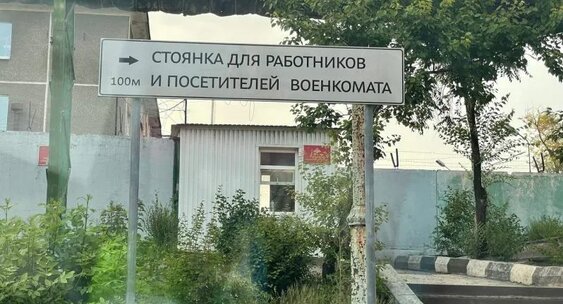 СТОЯНКА ДЛЯ РАБОТНИКОВ
100м И ПОСЕТИТЕЛЕЙ ВОЕНКОМАТА